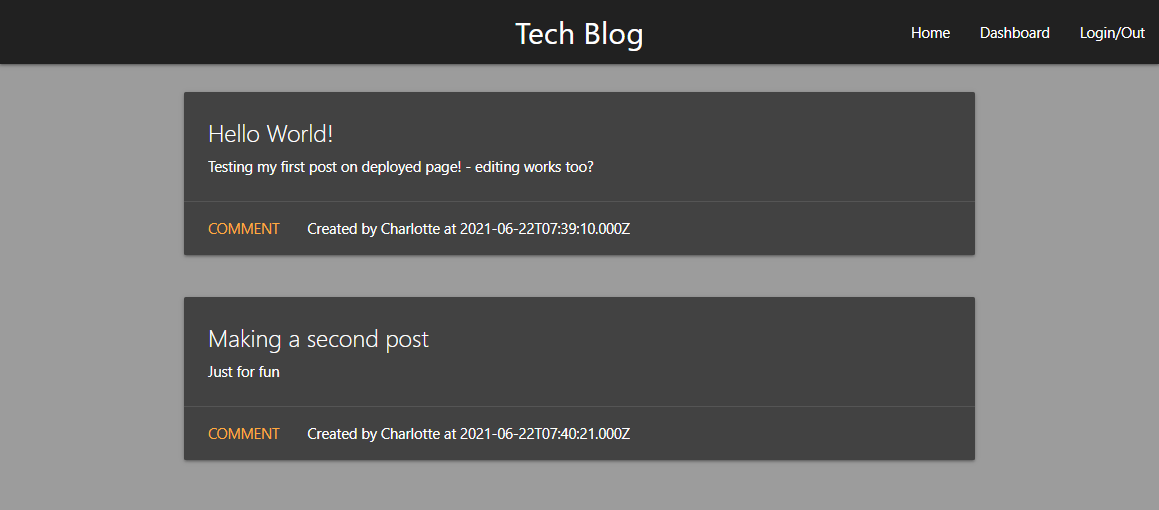 Tech Blog
Home Dashboard Login/Out
Hello World!
Testing my first post on deployed page! - editing works too?
COMMENT Created by Charlotte at 2021-06-22T07:39:10.000Z
Making a second post
Just for fun
COMMENT Created by Charlotte at 2021-06-22T07:40:21.000Z